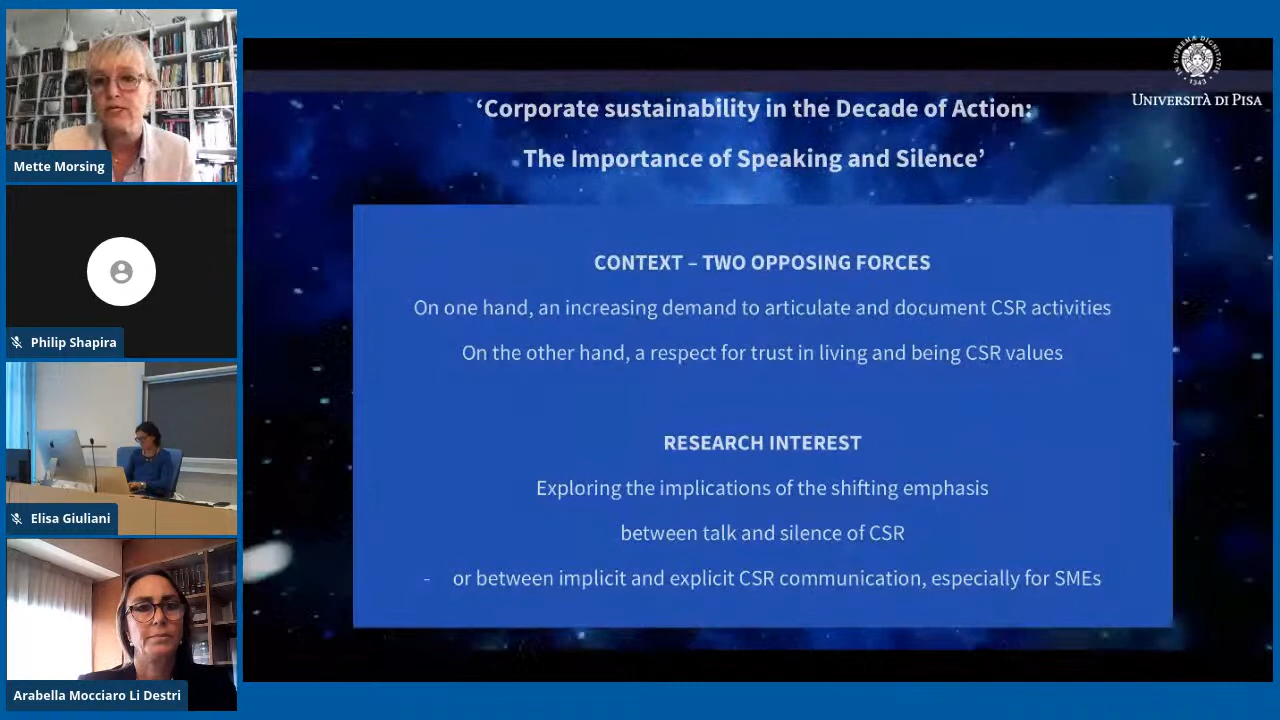 Mette Morsing
Philip Shapira
Elisa Giuliani
Arabella Mocciaro Li Destri
IN SUPREMÆ DIGNITATIS
1343
UNIVERSITÀ DI PISA
‘Corporate sustainability in the Decade of Action:
The Importance of Speaking and Silence’
CONTEXT – TWO OPPOSING FORCES
On one hand, an increasing demand to articulate and document CSR activities
On the other hand, a respect for trust in living and being CSR values
RESEARCH INTEREST
Exploring the implications of the shifting emphasis
between talk and silence of CSR
- or between implicit and explicit CSR communication, especially for SMEs